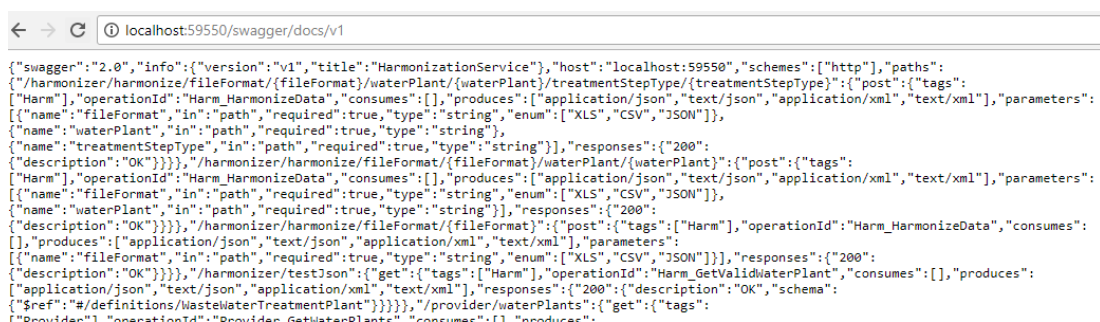 localhost:59550/swagger/docs/v1
{"swagger":"2.0","info":{"version":"v1","title":"HarmonizationService"},"host":"localhost:59550","schemes":["http"],"paths":
{"/harmonizer/harmonize/fileFormat/{fileFormat}/waterPlant/{waterPlant}/treatmentStepType/{treatmentStepType}":{"post":{"tags":
["Harm"],"operationId":"Harm_HarmonizeData","consumes":[],"produces":["application/json","text/json","application/xml","text/xml"],"parameters":
[{"name":"fileFormat","in":"path","required":true,"type":"string","enum":["XLS","CSV","JSON"]},
{"name":"waterPlant","in":"path","required":true,"type":"string"},
{"name":"treatmentStepType","in":"path","required":true,"type":"string"}],"responses":{"200":
{"description":"OK"}}}},"/harmonizer/harmonize/fileFormat/{fileFormat}/waterPlant/{waterPlant}":{"post":{"tags":
["Harm"],"operationId":"Harm_HarmonizeData","consumes":[],"produces":["application/json","text/json","application/xml","text/xml"],"parameters":
[{"name":"fileFormat","in":"path","required":true,"type":"string","enum":["XLS","CSV","JSON"]},
{"name":"waterPlant","in":"path","required":true,"type":"string"}],"responses":{"200":
{"description":"OK"}}}},"/harmonizer/harmonize/fileFormat/{fileFormat}":{"post":{"tags":["Harm"],"operationId":"Harm_HarmonizeData","consumes":
[],"produces":["application/json","text/json","application/xml","text/xml"],"parameters":
[{"name":"fileFormat","in":"path","required":true,"type":"string","enum":["XLS","CSV","JSON"]}],"responses":{"200":
{"description":"OK"}}}},"/harmonizer/testJson":{"get":{"tags":["Harm"],"operationId":"Harm_GetValidWaterPlant","consumes":[],"produces":
["application/json","text/json","application/xml","text/xml"],"responses":{"200":{"description":"OK","schema":
{"$ref":"#/definitions/WasteWaterTreatmentPlant"}}}}},"/provider/waterPlants":{"get":{"tags":
["Provider"],"operationId":"Provider_GetWaterPlants","consumes":[],"produces":